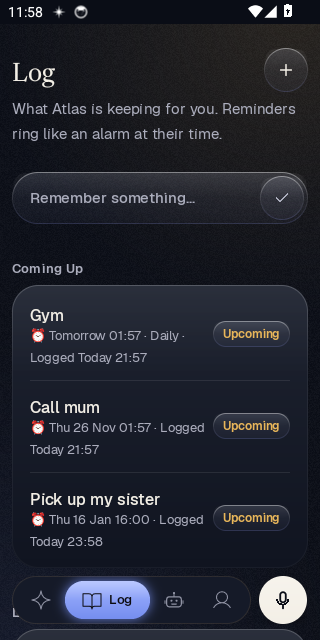 11:58
Log
What Atlas is keeping for you. Reminders
ring like an alarm at their time.
Remember something...
Coming Up
Gym
⏰ Tomorrow 01:57 · Daily ·
Logged Today 21:57
Upcoming
Call mum
⏰ Thu 26 Nov 01:57 · Logged
Today 21:57
Upcoming
Pick up my sister
⏰ Thu 16 Jan 16:00 · Logged
Today 23:58
Upcoming
Log